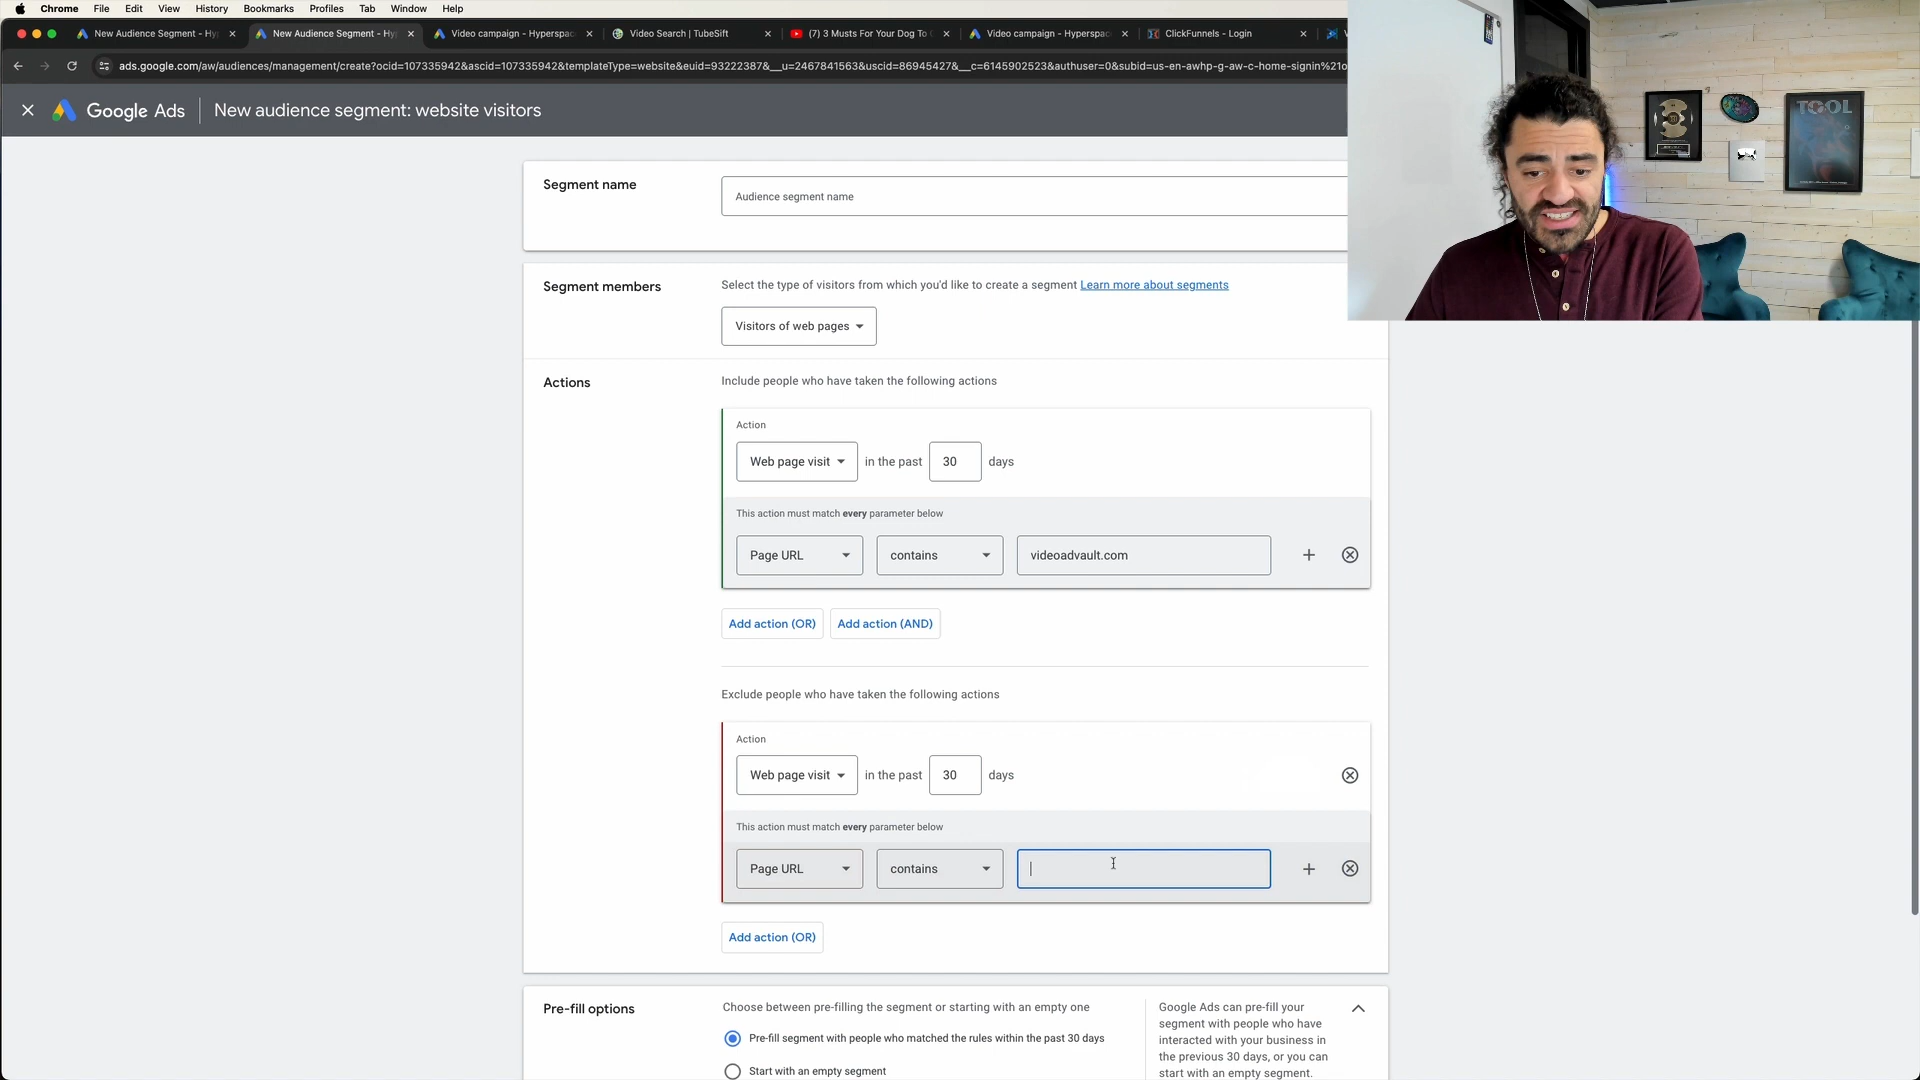 Chrome File Edit View History Bookmarks Profiles Tab Window Help
New Audience Segment - Hy
New Audience Segment - Hy
Video campaign - Hyperspac
Video Search | TubeSift
(7) 3 Musts For Your Dog To
Video campaign - Hyperspac
ClickFunnels - Login
ads.google.com/aw/audiences/management/create?ocid=107335942&ascid=107335942&templateType=website&euid=93222387&__u=2467841563&uscid=86945427&__c=6145902523&authuser=0&subid=us-en-awhp-g-aw-c-home-signin%21o
Google Ads New audience segment: website visitors
TOOL
Segment name
Audience segment name
Segment members
Select the type of visitors from which you'd like to create a segment Learn more about segments
Visitors of web pages
Actions
Include people who have taken the following actions
Action
Web page visit in the past 30 days
This action must match every parameter below
Page URL contains videoadvault.com
Add action (OR) Add action (AND)
Exclude people who have taken the following actions
Action
Web page visit in the past 30 days
This action must match every parameter below
Page URL contains
Add action (OR)
Pre-fill options
Choose between pre-filling the segment or starting with an empty one
Pre-fill segment with people who matched the rules within the past 30 days
Start with an empty segment
Google Ads can pre-fill your
segment with people who have
interacted with your business in
the previous 30 days, or you can
start with an empty segment.